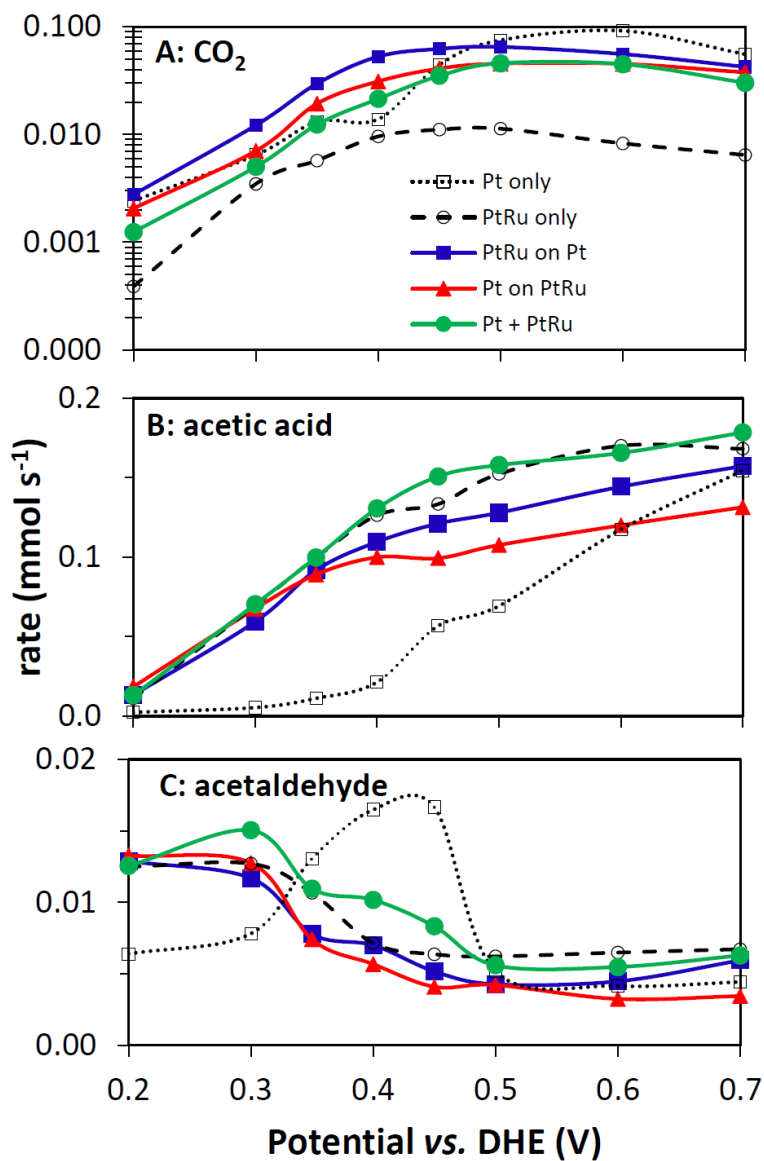 0.100
A: CO2
0.010
0.001
0.000
Pt only
PtRu only
PtRu on Pt
Pt on PtRu
Pt + PtRu
0.2
B: acetic acid
0.1
0.0
rate (mmol s-1)
0.02
C: acetaldehyde
0.01
0.00
0.2 0.3 0.4 0.5 0.6 0.7
Potential vs. DHE (V)